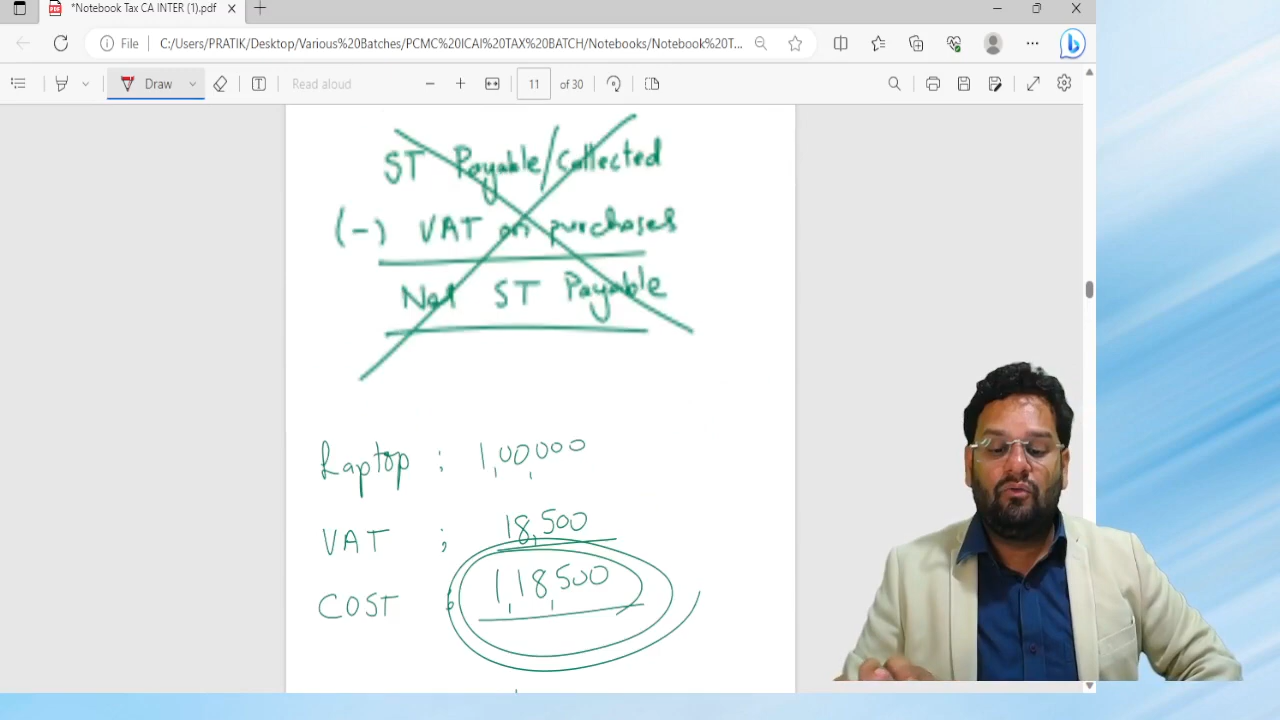 *Notebook Tax CA INTER (1).pdf
File C:/Users/PRATIK/Desktop/Various%20Batches/PCMC%20ICAI%20TAX%20BATCH/Notebooks/Notebook%20T...
Draw Read aloud 11 of 30
ST Payable/Collected
(-) VAT on purchases
Net ST Payable
Laptop : 1,00,000
VAT : 18,500
COST : 1,18,500